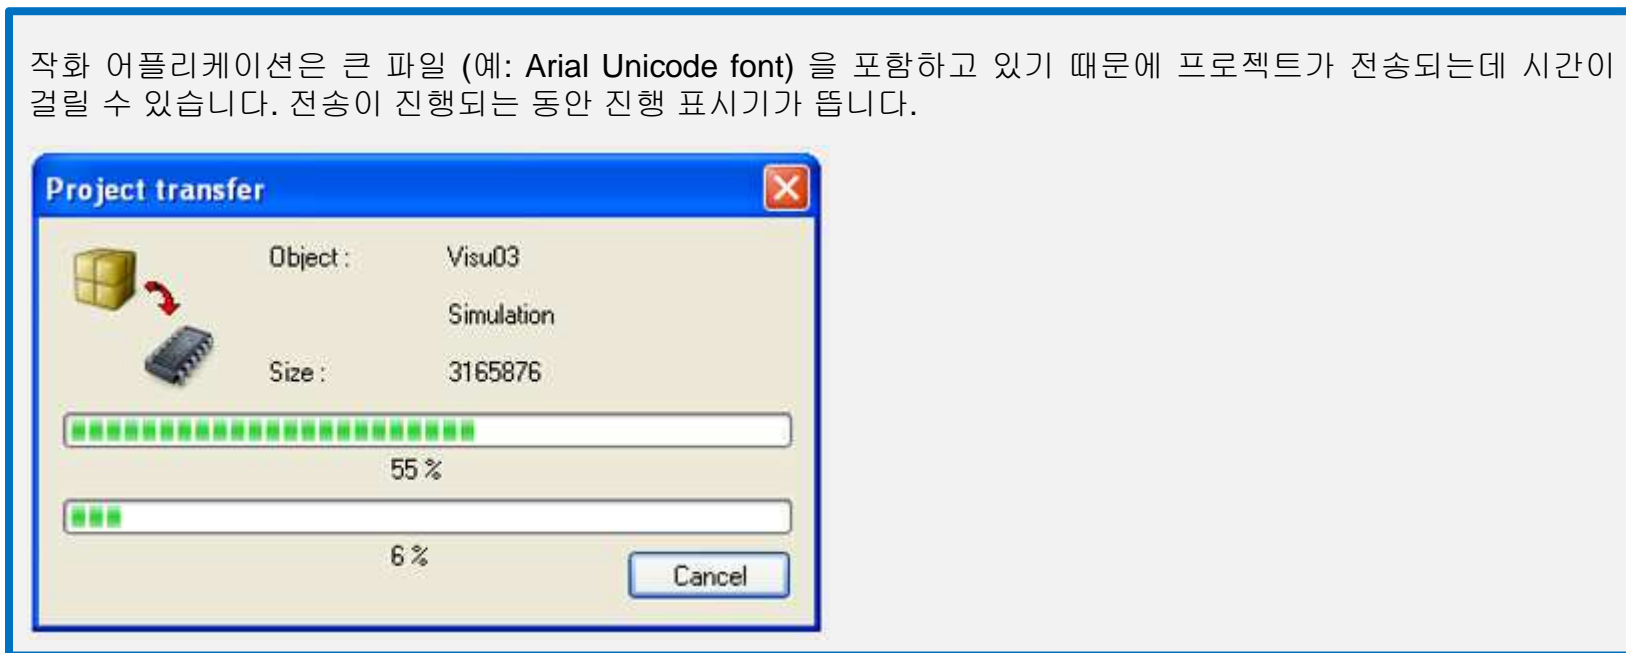 작화 어플리케이션은 큰 파일 (예: Arial Unicode font) 을 포함하고 있기 때문에 프로젝트가 전송되는데 시간이
걸릴 수 있습니다. 전송이 진행되는 동안 진행 표시기가 뜹니다.
Project transfer
Object : Visu03
Simulation
Size : 3165876
55 %
6 %
Cancel